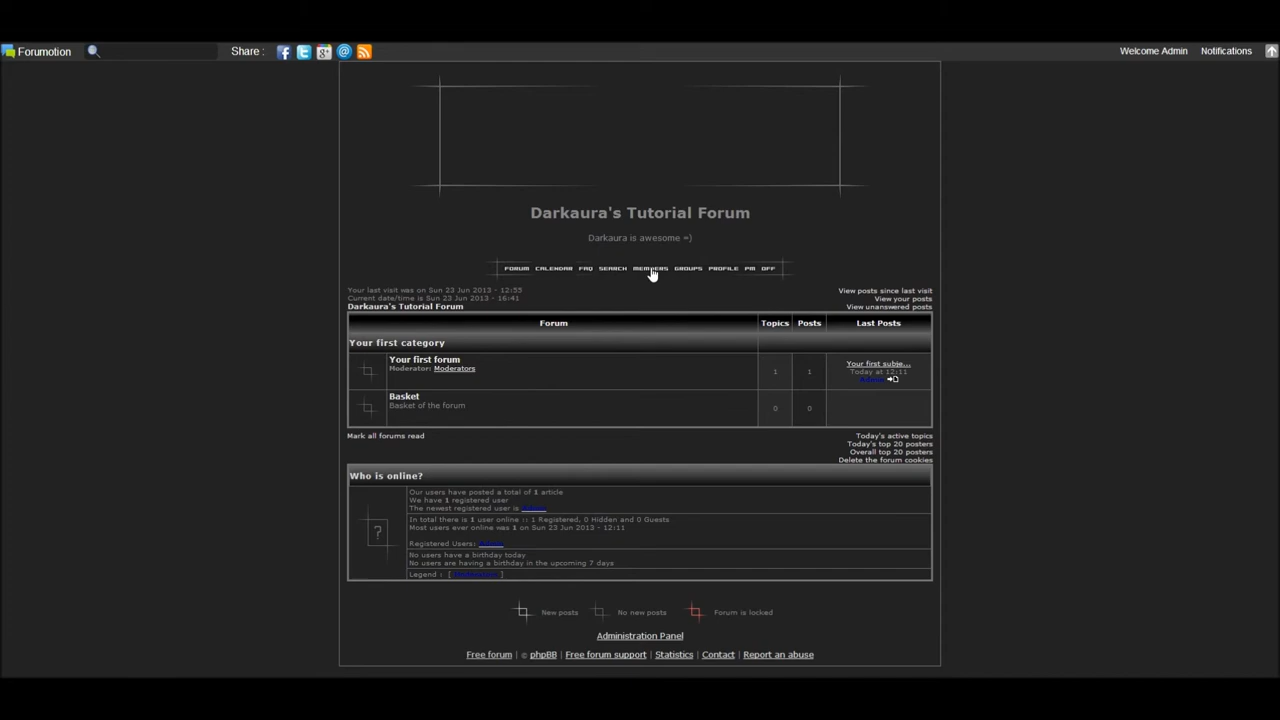 Forumotion Share : Welcome Admin Notifications
Darkaura's Tutorial Forum
Darkaura is awesome =)
FORUM CALENDAR FAQ SEARCH MEMBERS GROUPS PROFILE PM OFF
Your last visit was on Sun 23 Jun 2013 - 12:55 View posts since last visit
Current date/time is Sun 23 Jun 2013 - 16:41 View your posts
Darkaura's Tutorial Forum View unanswered posts
Forum Topics Posts Last Posts
Your first category
Your first forum
Moderator: Moderators
1 1
Your first subje...
Today at 12:11
Admin
Basket
Basket of the forum
0 0
Mark all forums read Today's active topics
Today's top 20 posters
Overall top 20 posters
Delete the forum cookies
Who is online?
Our users have posted a total of 1 article
We have 1 registered user
The newest registered user is
In total there is 1 user online :: 1 Registered, 0 Hidden and 0 Guests
Most users ever online was 1 on Sun 23 Jun 2013 - 12:11
Registered Users:
No users have a birthday today
No users are having a birthday in the upcoming 7 days
Legend : [ ]
?
New posts No new posts Forum is locked
Administration Panel
Free forum | © phpBB | Free forum support | Statistics | Contact | Report an abuse